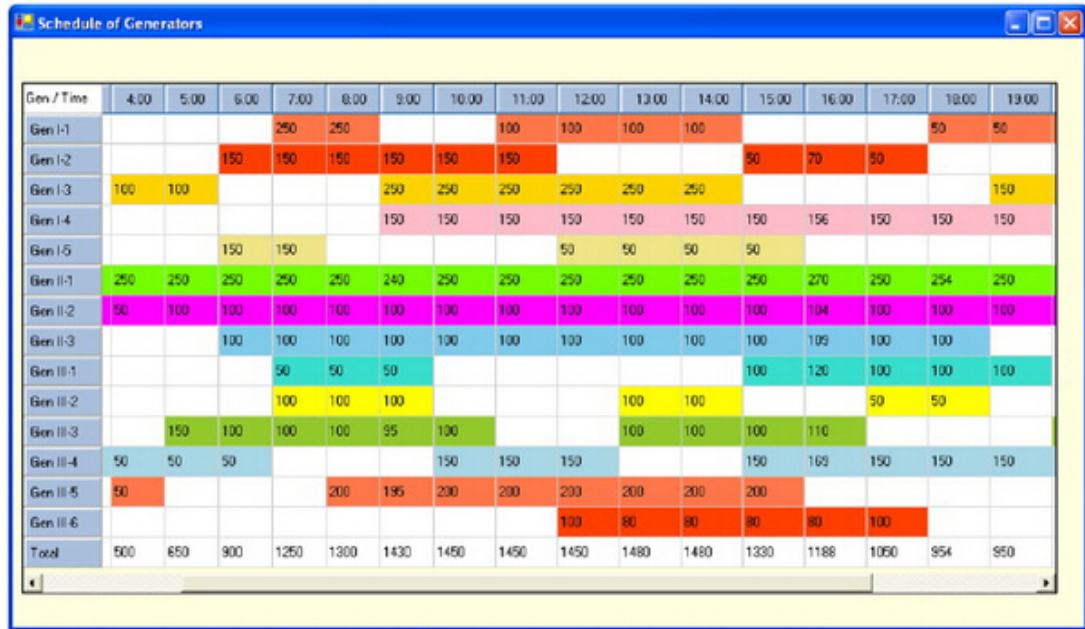 Schedule of Generators
Gen / Time 4:00 5:00 6:00 7:00 8:00 9:00 10:00 11:00 12:00 13:00 14:00 15:00 16:00 17:00 18:00 19:00
Gen I-1 250 250 100 100 100 100 50 50
Gen I-2 150 150 150 150 150 150 50 70 50
Gen I-3 100 100 250 250 250 250 250 250 150
Gen I-4 150 150 150 150 150 150 150 156 150 150 150
Gen I-5 150 150 50 50 50 50
Gen II-1 250 250 250 250 250 240 250 250 250 250 250 250 270 250 254 250
Gen II-2 50 100 100 100 100 100 100 100 100 100 100 100 104 100 100 100
Gen II-3 100 100 100 100 100 100 100 100 100 100 109 100 100
Gen III-1 50 50 50 100 120 100 100 100
Gen III-2 100 100 100 100 100 50 50
Gen III-3 150 100 100 100 95 100 100 100 100 110
Gen III-4 50 50 50 150 150 150 150 169 150 150 150
Gen III-5 50 200 195 200 200 200 200 200 200
Gen III-6 100 80 80 80 80 100
Total 500 650 900 1250 1300 1430 1450 1450 1450 1480 1480 1330 1188 1050 954 950